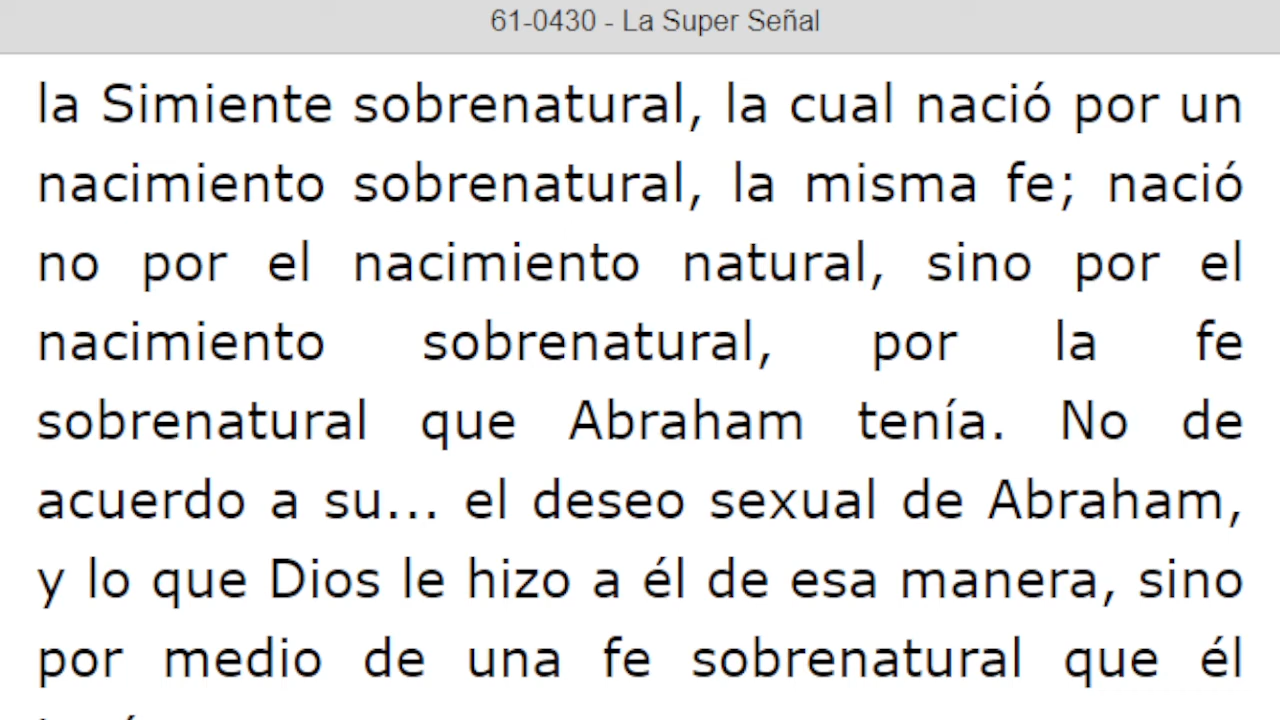 61-0430 - La Super Señal
la Simiente sobrenatural, la cual nació por un
nacimiento sobrenatural, la misma fe; nació
no por el nacimiento natural, sino por el
nacimiento sobrenatural, por la fe
sobrenatural que Abraham tenía. No de
acuerdo a su... el deseo sexual de Abraham,
y lo que Dios le hizo a él de esa manera, sino
por medio de una fe sobrenatural que él